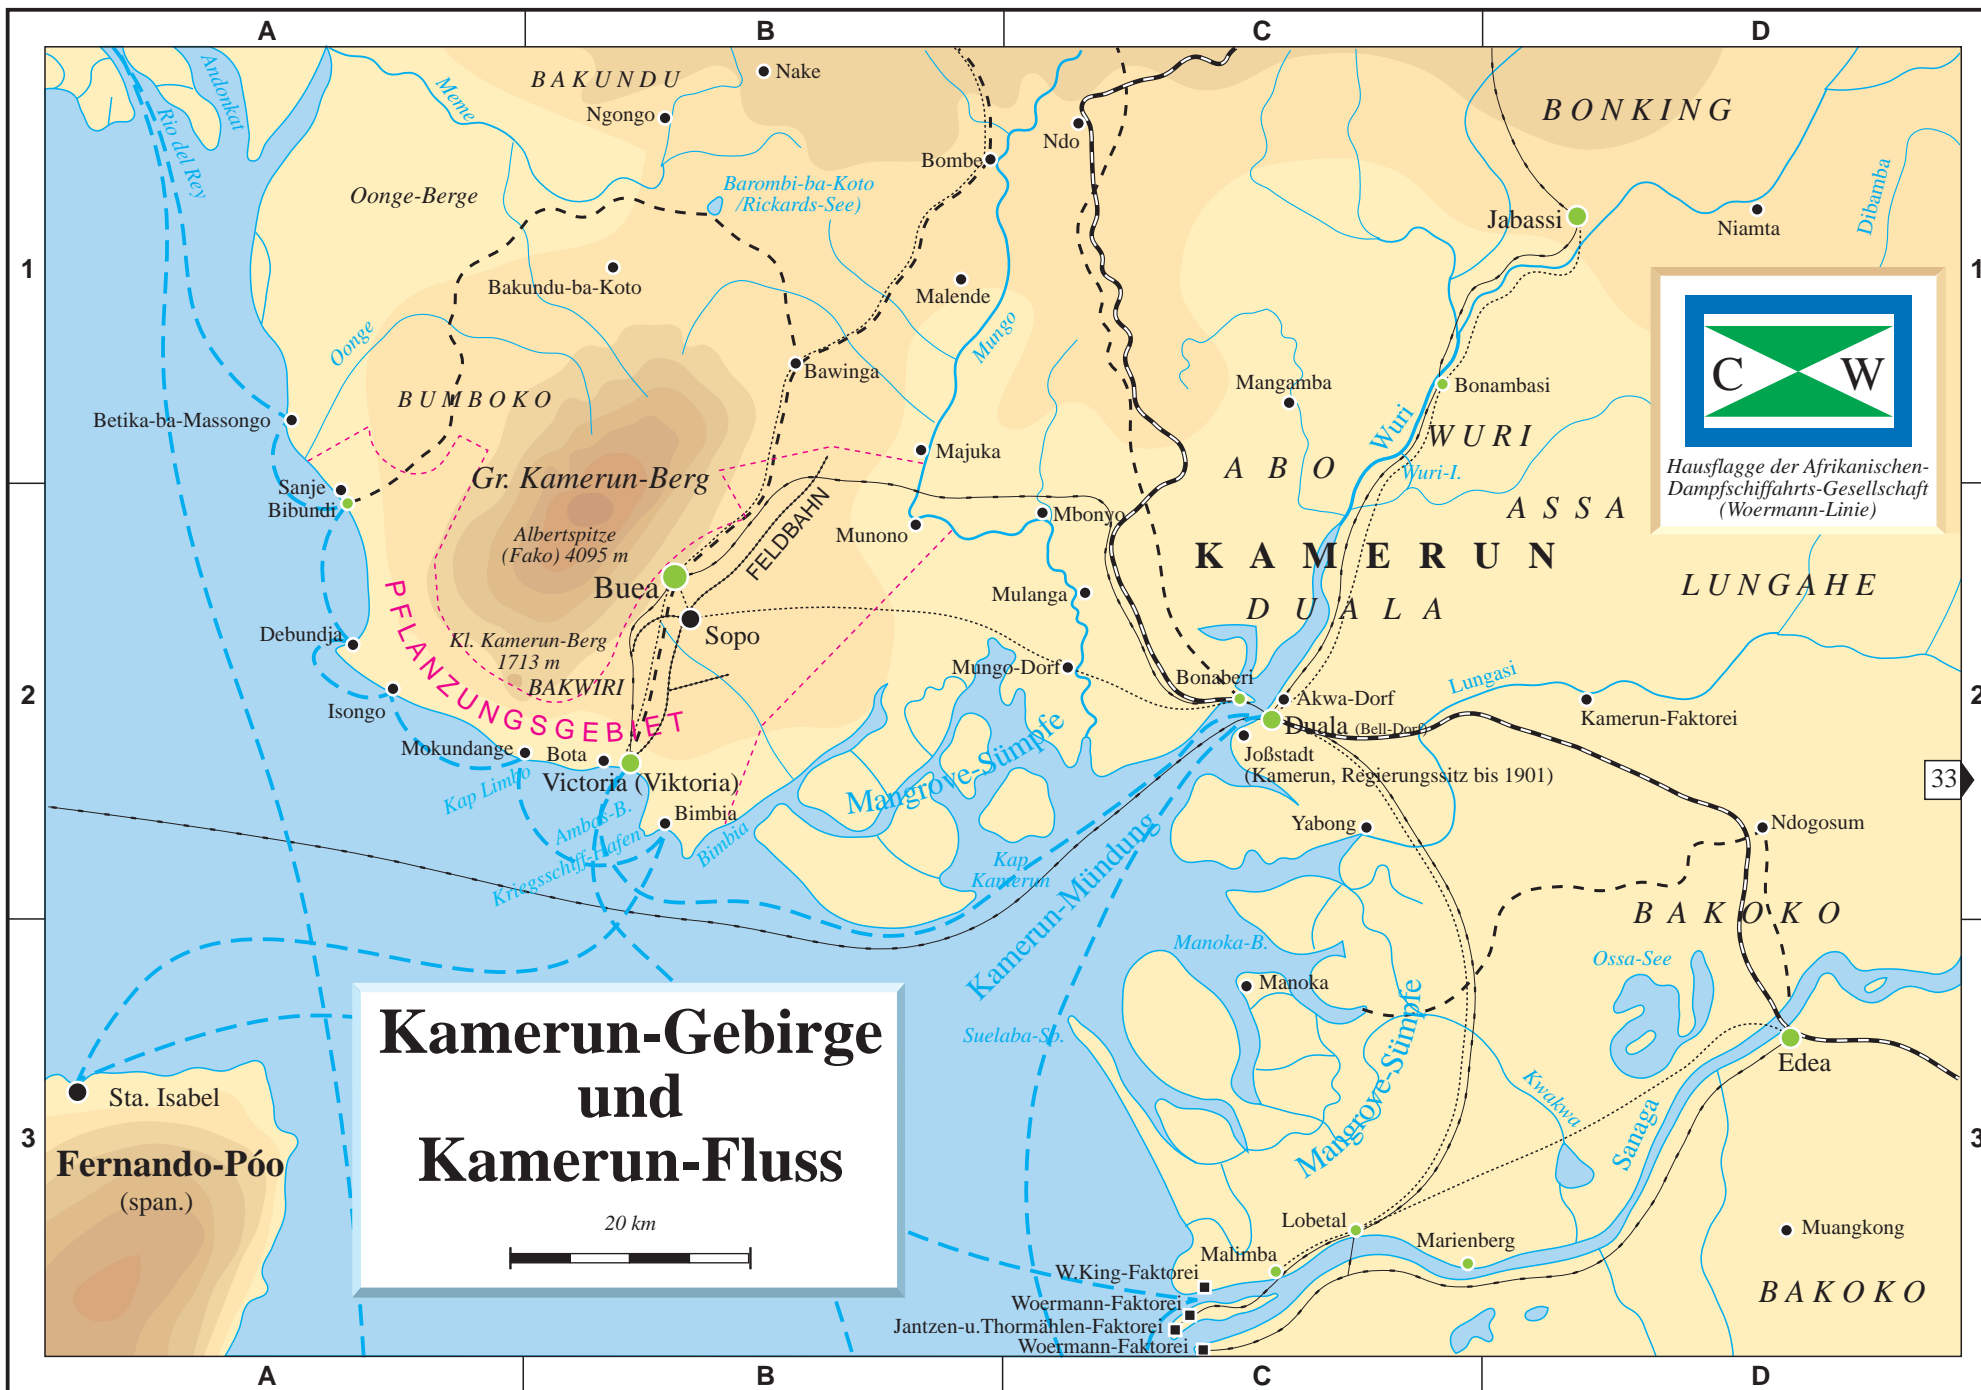 A
B
C
D
Andonkat
Rio del Rey
Meme
BAKUNDU
Nake
Ngongo
Bombe
Ndo
BONKING
Dibamba
Oonge-Berge
Barombi-ba-Koto
/Rickards-See)
Jabassi
Niamta
1
1
Bakundu-ba-Koto
Malende
Mungo
Oonge
BUMBOKO
Bawinga
Mangamba
Bonambasi
C
W
Hausflagge der Afrikanischen-
Dampschiffahrts-Gesellschaft
(Woermann-Linie)
Betika-ba-Massongo
Majuka
Wuri
WURI
ABO
Wuri-I.
Gr. Kamerun-Berg
Sanje
Bibundi
Albertspitze
(Fako) 4095 m
FELDBAHN
Munono
Mbonyo
ASSA
KAMERUN
DUALA
LUNGAHE
Buea
Mulanga
PFLANZUNGSGEBIET
Debundja
Kl. Kamerun-Berg
1713 m
BAKWIRI
Sopo
Mungo-Dorf
Bonaberi
Lungasi
2
2
Isongo
Akwa-Dorf
Kamerun-Faktorei
Duala (Bell-Dorf)
Mokundange
Bota
Victoria (Viktoria)
Joßstadt
(Kamerun, Regierungssitz bis 1901)
33
Kap Limbo
Ambas-B.
Kriegsschiff-Hafen
Bimbia
Bimbia
Mangrove-Sümpfe
Kap
Kamerun
Kamerun-Mündung
Yabong
Ndogosum
BAKOKO
Manoka-B.
Manoka
Ossa-See
Suelaba-Sp.
Mangrove-Sümpfe
Edea
Kamerun-Gebirge
und
Kamerun-Fluss
20 km
Sta. Isabel
Fernando-Póo
(span.)
3
3
Kwakwa
Sanaga
Lobetal
Malimba
Marienberg
Muangkong
BAKOKO
W.King-Faktorei
Woermann-Faktorei
Jantzen-u.Thormählen-Faktorei
Woermann-Faktorei
A
B
C
D